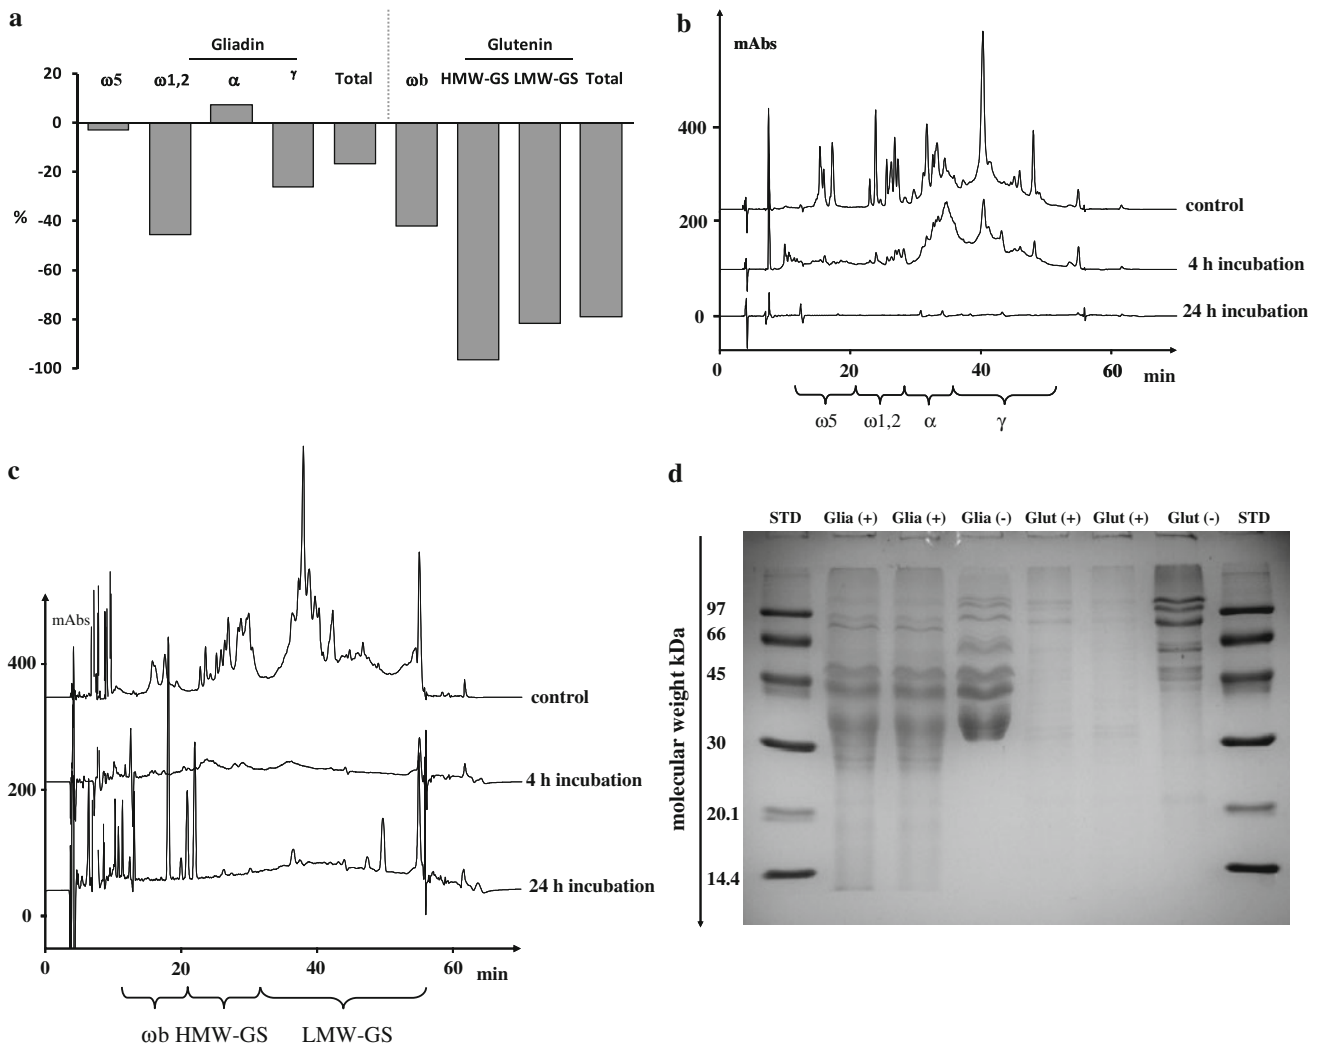 a
Gliadin
Glutenin
ω5 ω1,2 α γ Total ωb HMW-GS LMW-GS Total
20
0
-20
-40
-60
-80
-100
%
b
mAbs
400
200
0
control
4 h incubation
24 h incubation
0 20 40 60 min
ω5 ω1,2 α γ
c
mAbs
400
200
0
control
4 h incubation
24 h incubation
0 20 40 60 min
ωb HMW-GS LMW-GS
d
STD Glia (+) Glia (+) Glia (-) Glut (+) Glut (+) Glut (-) STD
molecular weight kDa
97
66
45
30
20.1
14.4